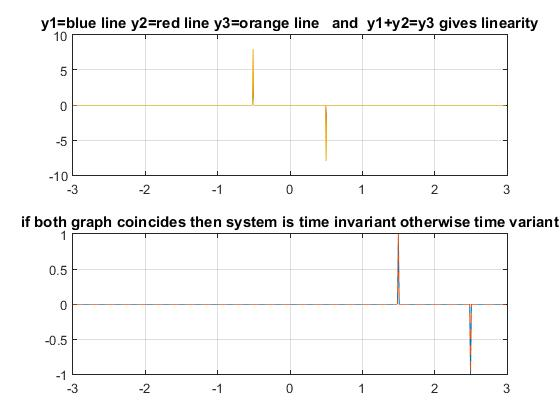 y1=blue line y2=red line y3=orange line   and  y1+y2=y3 gives linearity
10
5
0
-5
-10
-3 -2 -1 0 1 2 3
if both graph coincides then system is time invariant otherwise time variant
1
0.5
0
-0.5
-1
-3 -2 -1 0 1 2 3